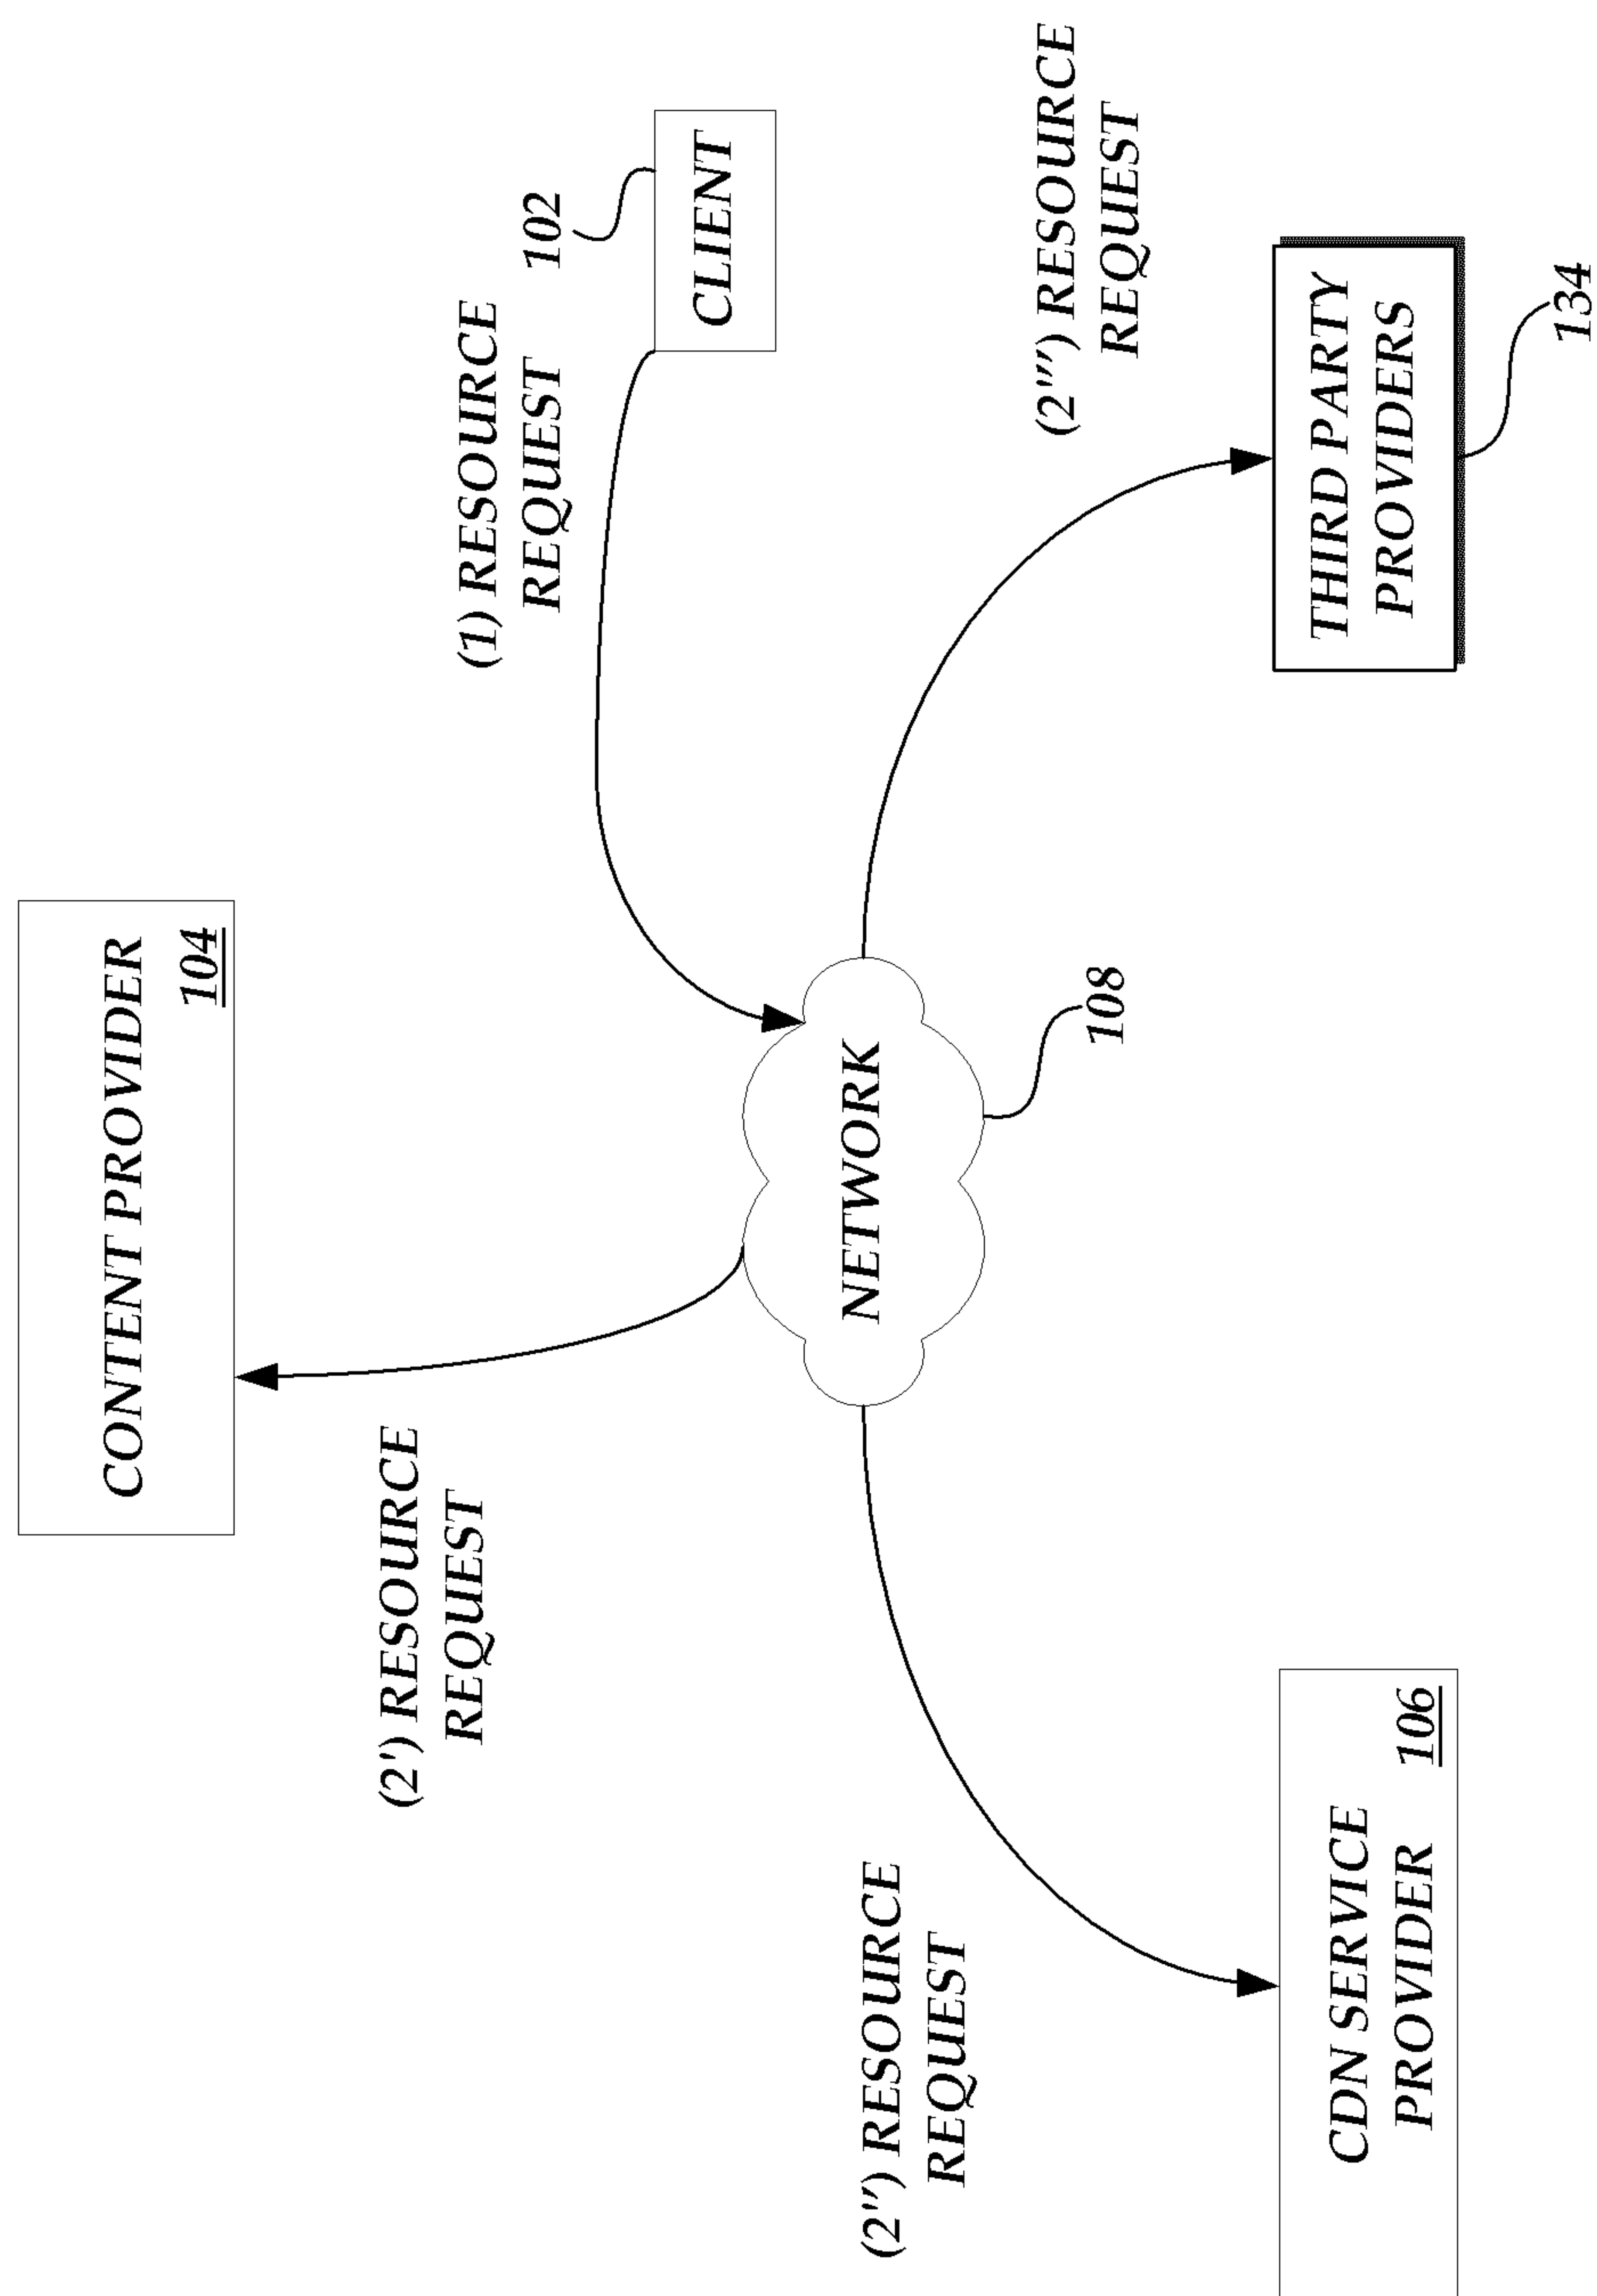 CONTENT PROVIDER
104
(2') RESOURCE
REQUEST
(1) RESOURCE
REQUEST
102
CLIENT
(2'') RESOURCE
REQUEST
NETWORK
108
(2''') RESOURCE
REQUEST
CDN SERVICE
PROVIDER
106
THIRD PARTY
PROVIDERS
134